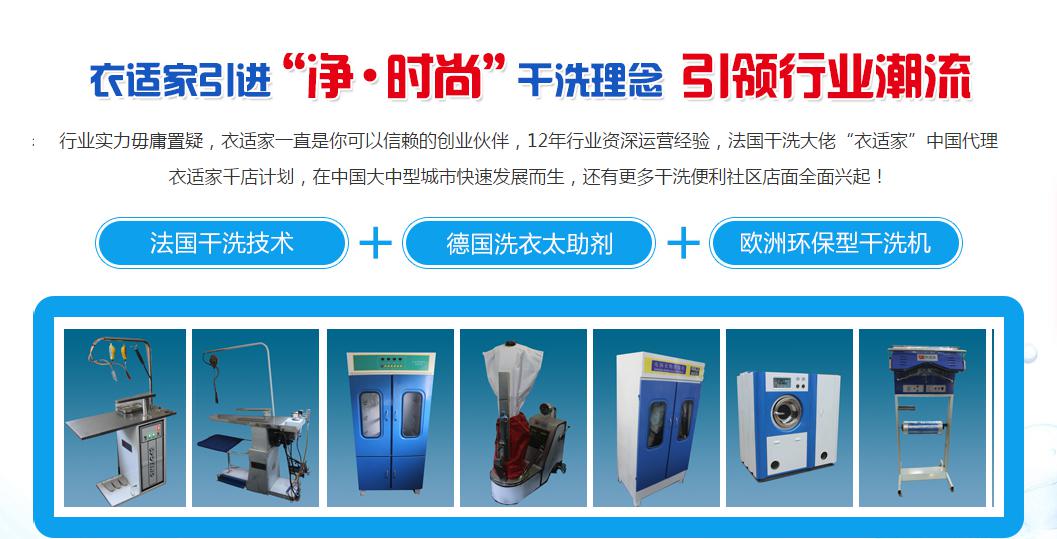 衣适家引进“净·时尚”干洗理念 引领行业潮流
行业实力毋庸置疑，衣适家一直是你可以信赖的创业伙伴，12年行业资深运营经验，法国干洗大佬“衣适家”中国代理
衣适家千店计划，在中国大中型城市快速发展而生，还有更多干洗便利社区店面全面兴起！
法国干洗技术 + 德国洗衣太助剂 + 欧洲环保型干洗机